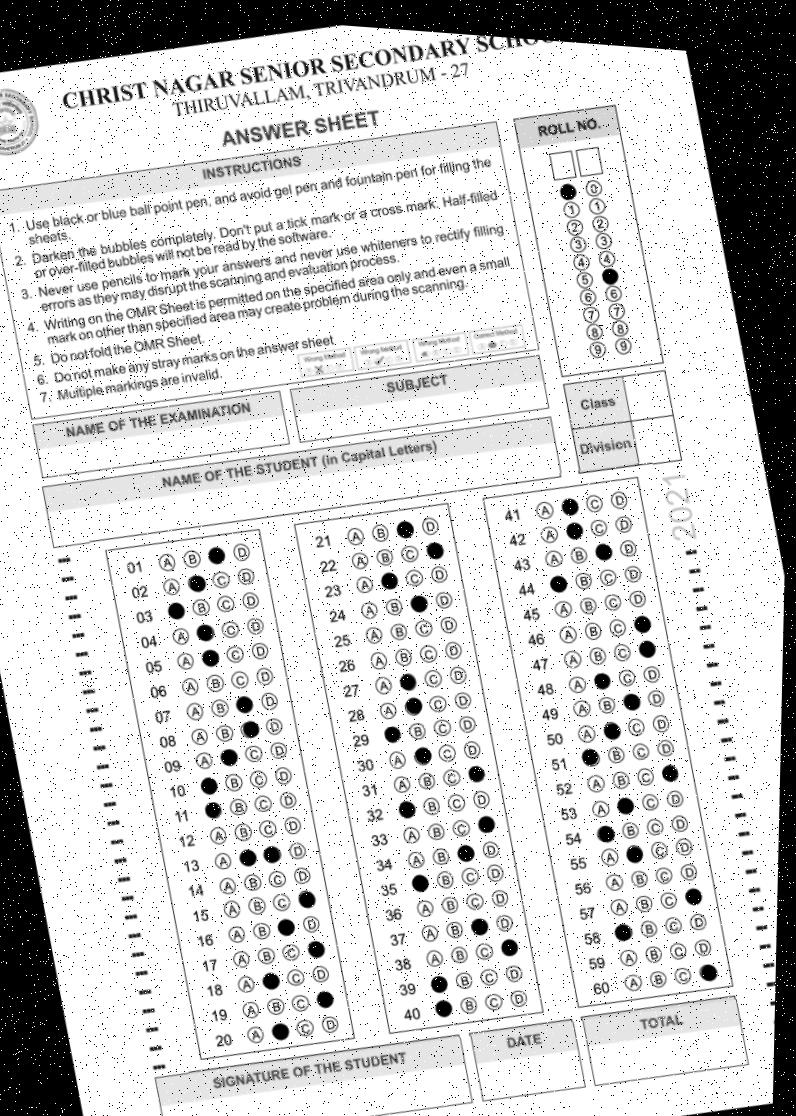 CHRIST NAGAR SENIOR SECONDARY
THIRUVALLAM, TRIVANDRUM - 27
ANSWER SHEET
INSTRUCTIONS
1. Use black or blue ball point pen, and avoid gel pen and fountain pen for filling the
sheets.
2. Darken the bubbles completely. Don't put a tick mark or a cross mark. Half-filled
or over-filled bubbles will not be read by the software.
3. Never use pencils to mark your answers and never use whiteners to rectify filling
errors as they may disrupt the scanning and evaluation process.
4. Writing on the OMR Sheet is permitted on the specified area only and even a small
mark on other than specified area may create problem during the scanning.
5. Do not fold the OMR Sheet.
6. Do not make any stray marks on the answer sheet.
7. Multiple markings are invalid.
Wrong Method Wrong Method Wrong Method Correct Method
ROLL NO.
0
1 1
2 2
3 3
4 4
5
6 6
7 7
8 8
9 9
NAME OF THE EXAMINATION
SUBJECT
Class
Division
NAME OF THE STUDENT (in Capital Letters)
2021
01 A B D
02 A C D
03 B C D
04 A C D
05 A C D
06 A B C D
07 A B D
08 A B D
09 A C D
10 B C D
11 B C D
12 A B C D
13 A D
14 A B C D
15 A B C
16 A B D
17 A B C
18 A C D
19 A B C
20 A C D
21 A B D
22 A B C
23 A C D
24 A B D
25 A B C D
26 A B C D
27 A C D
28 A C D
29 B C D
30 A C D
31 A B C
32 B C D
33 A B C
34 A B D
35 B C D
36 A B C D
37 A B D
38 A B C
39 B C D
40 B C D
41 A C D
42 A C D
43 A B D
44 B C D
45 A B C D
46 A B C
47 A B C
48 A C D
49 A B D
50 A C D
51 B C D
52 A B C
53 A C D
54 B C D
55 A C D
56 A B C D
57 A B C
58 B C D
59 A B C D
60 A B C
SIGNATURE OF THE STUDENT
DATE
TOTAL